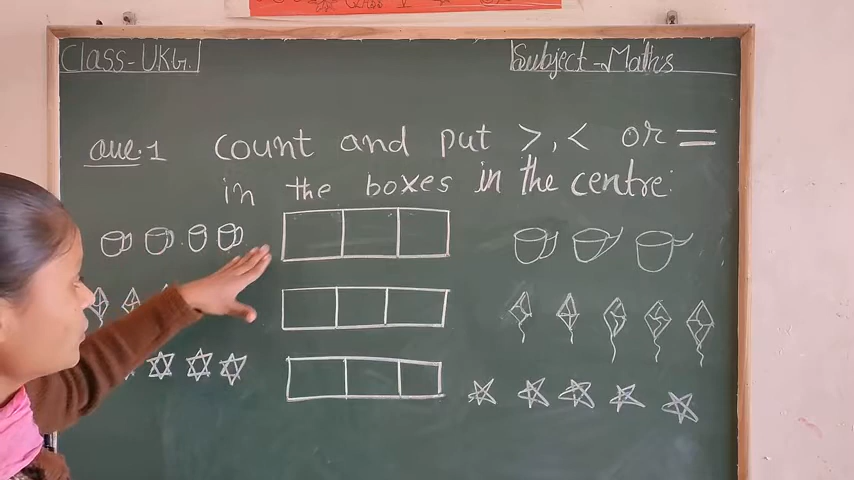 Class-UKG.
Subject-Maths
que.1 count and put >, < or =
in the boxes in the centre: